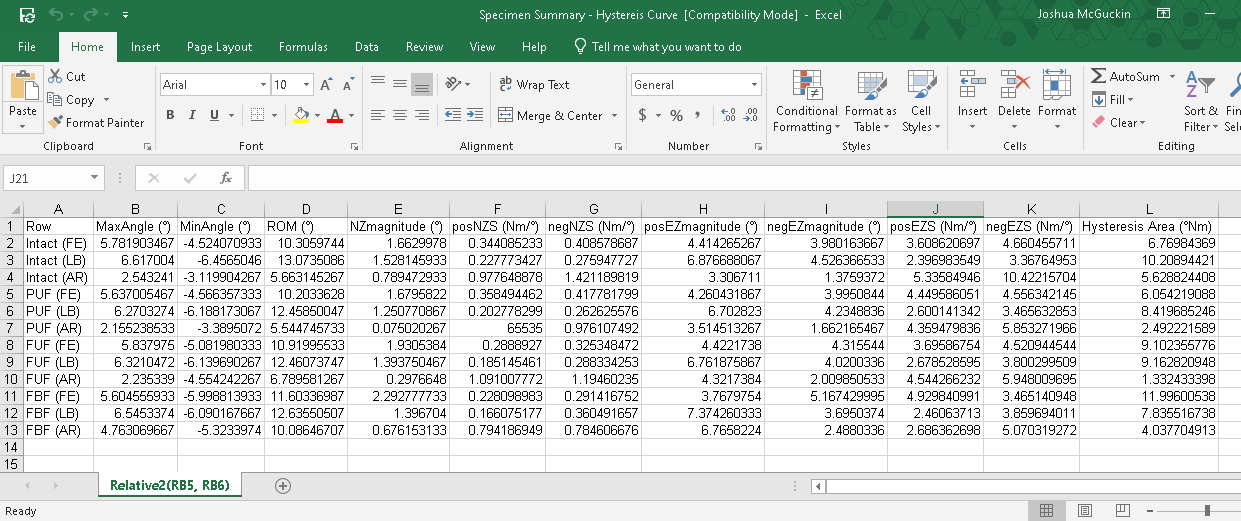 Specimen Summary - Hystereis Curve [Compatibility Mode] - Excel Joshua McGuckin
File Home Insert Page Layout Formulas Data Review View Help Tell me what you want to do
Cut
Copy
Format Painter
Paste
Clipboard
Arial 10 A A
B I U A
Font
Wrap Text
Merge & Center
Alignment
General
$ % , .00 .0
Number
Conditional Formatting Format as Table Cell Styles
Styles
Insert Delete Format
Cells
AutoSum
Fill
Clear
Sort & Filter
Editing
J21 fx
A B C D E F G H I J K L
1 Row MaxAngle (°) MinAngle (°) ROM (°) NZmagnitude (°) posNZS (Nm/°) negNZS (Nm/°) posEZmagnitude (°) negEZmagnitude (°) posEZS (Nm/°) negEZS (Nm/°) Hysteresis Area (°Nm)
2 Intact (FE) 5.781903467 -4.524070933 10.3059744 1.6629978 0.344085233 0.408578687 4.414265267 3.980163667 3.608620697 4.660455711 6.76984369
3 Intact (LB) 6.617004 -6.4565046 13.0735086 1.528145933 0.227773427 0.275947727 6.876688067 4.526366533 2.396983549 3.36764953 10.20894421
4 Intact (AR) 2.543241 -3.119904267 5.663145267 0.789472933 0.977648878 1.421189819 3.306711 1.3759372 5.33584946 10.42215704 5.628824408
5 PUF (FE) 5.637005467 -4.566357333 10.2033628 1.6795822 0.358494462 0.417781799 4.260431867 3.9950844 4.449586051 4.556342145 6.054219088
6 PUF (LB) 6.2703274 -6.188173067 12.45850047 1.250770867 0.202778299 0.262625576 6.702823 4.2348836 2.600141342 3.465632853 8.419685246
7 PUF (AR) 2.155238533 -3.3895072 5.544745733 0.075020267 65535 0.976107492 3.514513267 1.662165467 4.359479836 5.853271966 2.492221589
8 FUF (FE) 5.837975 -5.081980333 10.91995533 1.9305384 0.2888927 0.325348472 4.4221738 4.315544 3.69586754 4.520944544 9.102355776
9 FUF (LB) 6.3210472 -6.139690267 12.46073747 1.393750467 0.185145461 0.288334253 6.761875867 4.0200336 2.678528595 3.800299509 9.162820948
10 FUF (AR) 2.235339 -4.554242267 6.789581267 0.2976648 1.091007772 1.19460235 4.3217384 2.009850533 4.544266232 5.948009695 1.332433398
11 FBF (FE) 5.604555933 -5.998813933 11.60336987 2.292777733 0.228098983 0.291416752 3.7679754 5.167429995 4.929840991 3.465140948 11.99600538
12 FBF (LB) 6.5453374 -6.090167667 12.63550507 1.396704 0.166075177 0.360491657 7.374260333 3.6950374 2.46063713 3.859694011 7.835516738
13 FBF (AR) 4.763069667 -5.3233974 10.08646707 0.676153133 0.794186949 0.784606676 6.7658224 2.4880336 2.686362698 5.070319272 4.037704913
14
15
Relative2(RB5, RB6)
Ready